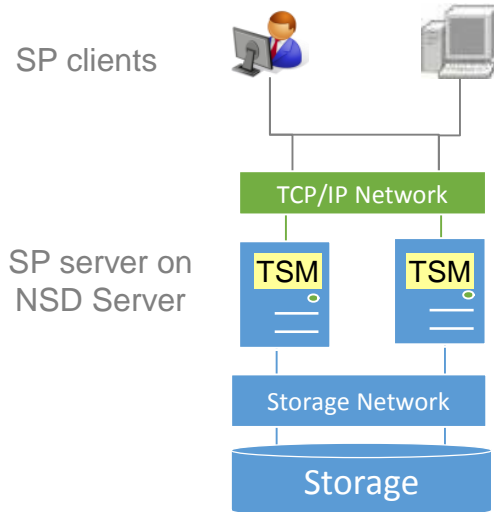 SP clients
TCP/IP Network
SP server on
NSD Server
TSM
TSM
Storage Network
Storage